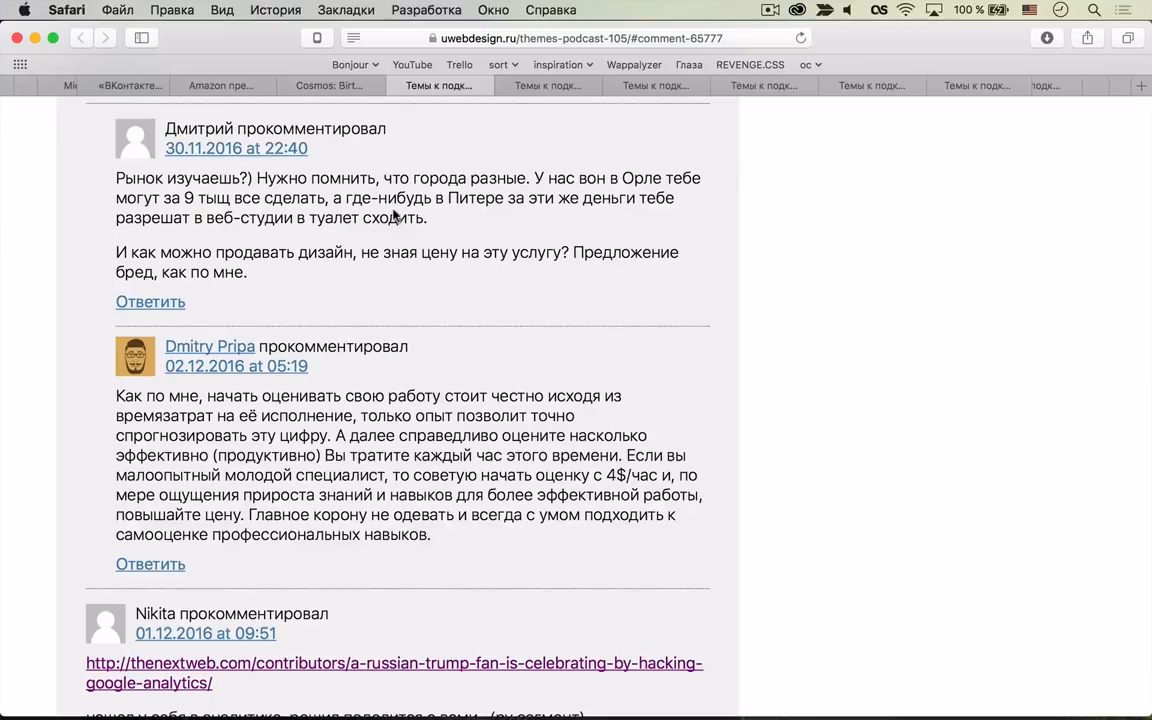 Safari Файл Правка Вид История Закладки Разработка Окно Справка 100 %
uwebdesign.ru/themes-podcast-105/#comment-65777
Bonjour YouTube Trello sort inspiration Wappalyzer Глаза REVENGE.CSS ос
«ВКонтакте... Amazon пре... Cosmos: Birt... Темы к подк... Темы к подк... Темы к подк... Темы к подк... Темы к подк... Темы к подк...
Дмитрий прокомментировал
30.11.2016 at 22:40
Рынок изучаешь?) Нужно помнить, что города разные. У нас вон в Орле тебе
могут за 9 тыщ все сделать, а где-нибудь в Питере за эти же деньги тебе
разрешат в веб-студии в туалет сходить.
И как можно продавать дизайн, не зная цену на эту услугу? Предложение
бред, как по мне.
Ответить
Dmitry Pripa прокомментировал
02.12.2016 at 05:19
Как по мне, начать оценивать свою работу стоит честно исходя из
времязатрат на её исполнение, только опыт позволит точно
спрогнозировать эту цифру. А далее справедливо оцените насколько
эффективно (продуктивно) Вы тратите каждый час этого времени. Если вы
малоопытный молодой специалист, то советую начать оценку с 4$/час и, по
мере ощущения прироста знаний и навыков для более эффективной работы,
повышайте цену. Главное корону не одевать и всегда с умом подходить к
самооценке профессиональных навыков.
Ответить
Nikita прокомментировал
01.12.2016 at 09:51
http://thenextweb.com/contributors/a-russian-trump-fan-is-celebrating-by-hacking-
google-analytics/
нашел у себя в аналитике, решил поделится с вами